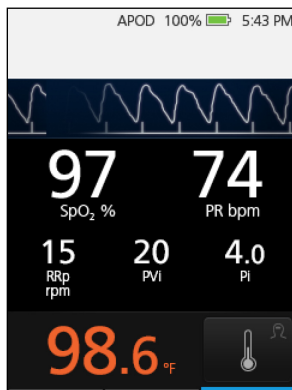 APOD 100% 5:43 PM
97 74
SpO₂ % PR bpm
15 20 4.0
RRp PVi Pi
rpm
98.6 °F